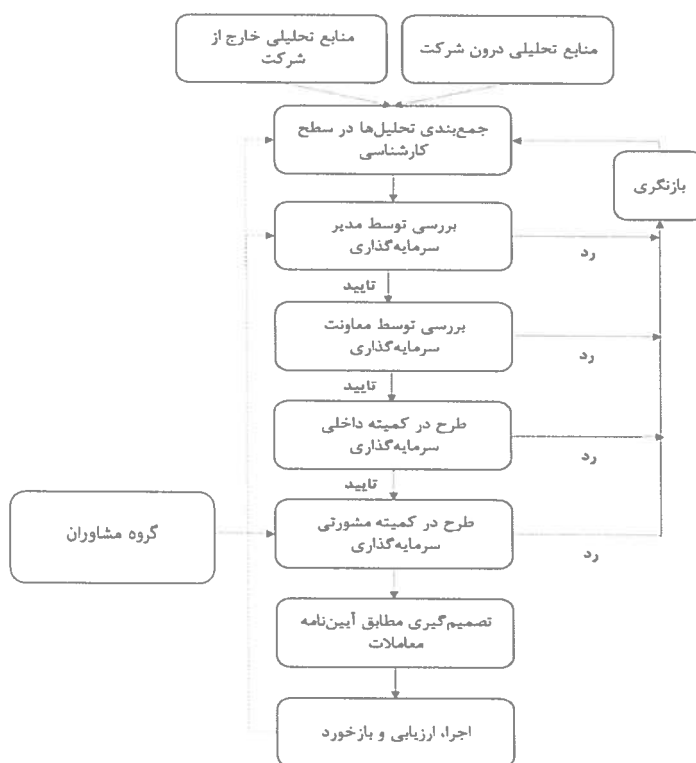 منابع تحلیلی درون شرکت
منابع تحلیلی خارج از
شرکت
جمع‌بندی تحلیل‌ها در سطح
کارشناسی
بازنگری
بررسی توسط مدیر
سرمایه‌گذاری
رد
تایید
بررسی توسط معاونت
سرمایه‌گذاری
رد
تایید
طرح در کمیته داخلی
سرمایه‌گذاری
رد
تایید
طرح در کمیته مشورتی
سرمایه‌گذاری
رد
گروه مشاوران
تصمیم‌گیری مطابق آیین‌نامه
معاملات
اجرا، ارزیابی و بازخورد